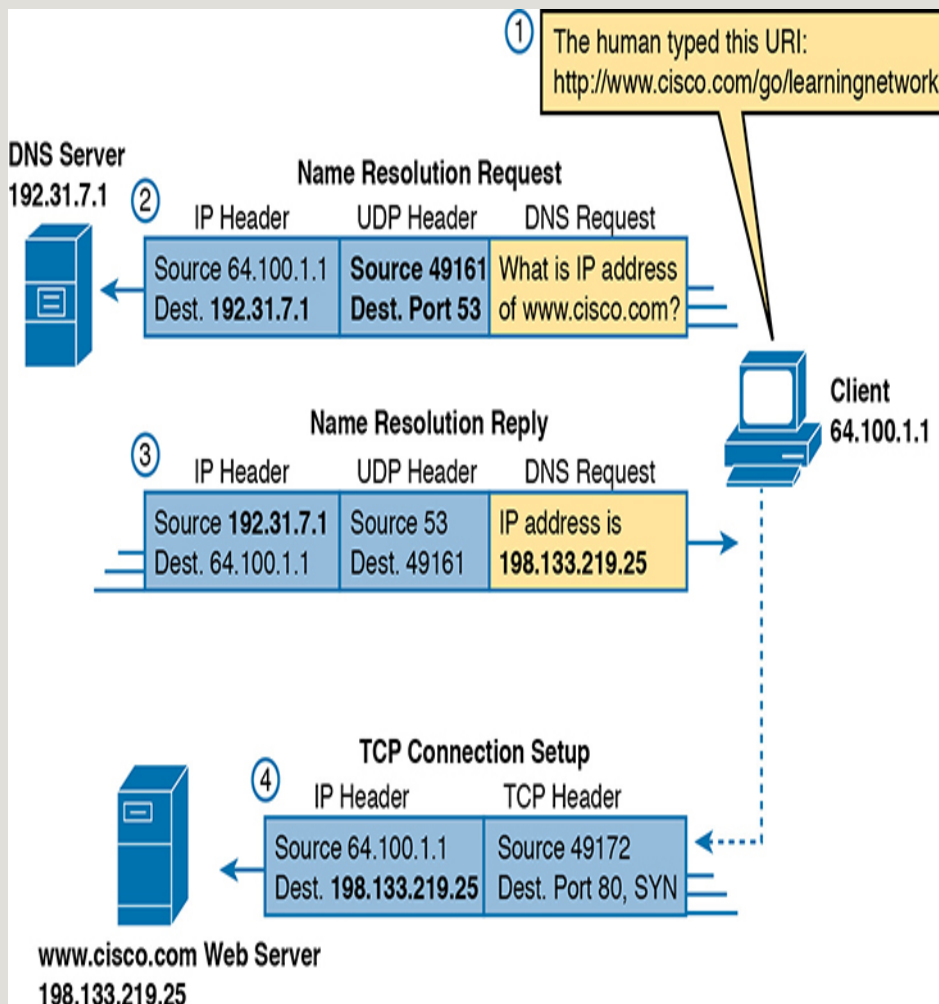 1
The human typed this URI:
http://www.cisco.com/go/learningnetwork
DNS Server
192.31.7.1
2
Name Resolution Request
IP Header UDP Header DNS Request
Source 64.100.1.1 Source 49161 What is IP address
Dest. 192.31.7.1 Dest. Port 53 of www.cisco.com?
Client
64.100.1.1
Name Resolution Reply
3
IP Header UDP Header DNS Request
Source 192.31.7.1 Source 53 IP address is
Dest. 64.100.1.1 Dest. 49161 198.133.219.25
TCP Connection Setup
4
IP Header TCP Header
Source 64.100.1.1 Source 49172
Dest. 198.133.219.25 Dest. Port 80, SYN
www.cisco.com Web Server
198.133.219.25